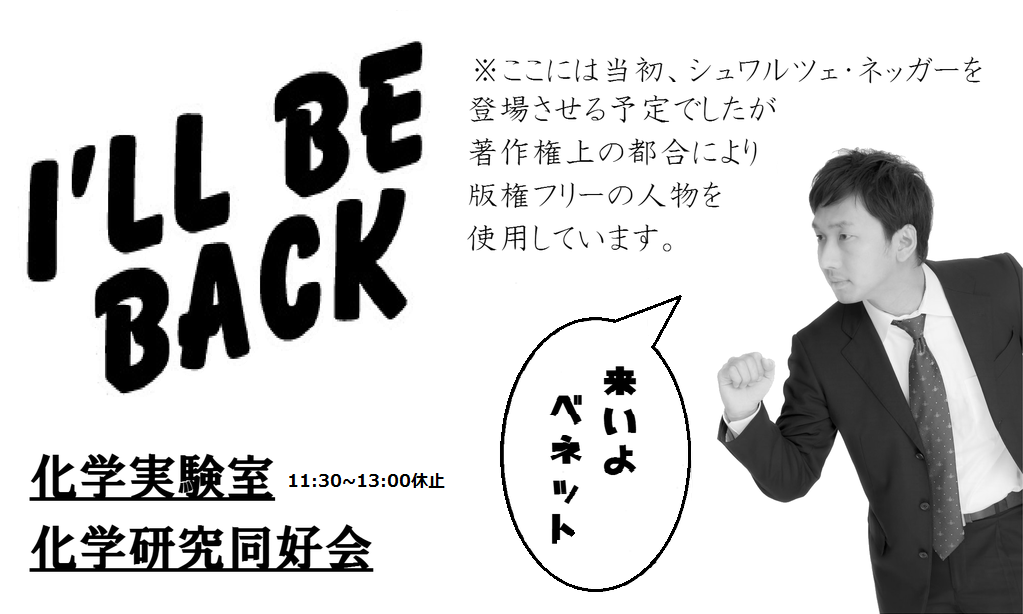 I'LL BE
BACK
※ここには当初、シュワルツェ・ネッガーを
登場させる予定でしたが
著作権上の都合により
版権フリーの人物を
使用しています。
来いよ
ベネット
化学実験室 11:30~13:00休止
化学研究同好会